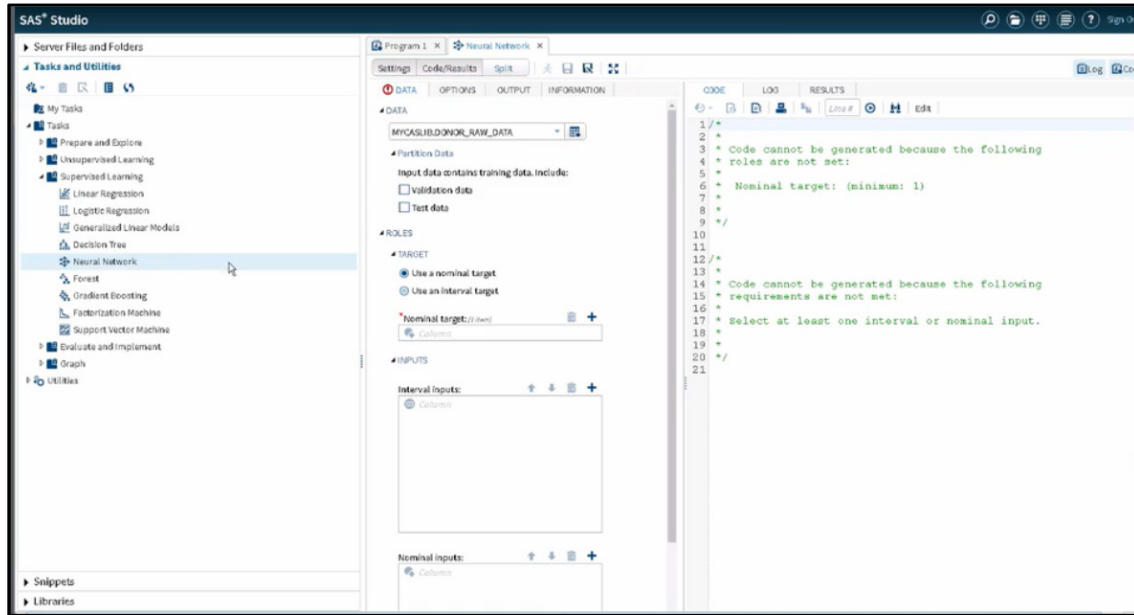 SAS® Studio
Sign O
Server Files and Folders
Tasks and Utilities
My Tasks
Tasks
Prepare and Explore
Unsupervised Learning
Supervised Learning
Linear Regression
Logistic Regression
Generalized Linear Models
Decision Tree
Neural Network
Forest
Gradient Boosting
Factorization Machine
Support Vector Machine
Evaluate and Implement
Graph
Utilities
Snippets
Libraries
Program 1 × Neural Network ×
Settings Code/Results Split
Log Co
DATA OPTIONS OUTPUT INFORMATION
DATA
MYCASLIB.DONOR_RAW_DATA
Partition Data
Input data contains training data. Include:
Validation data
Test data
ROLES
TARGET
Use a nominal target
Use an interval target
*Nominal target: (1 item)
Column
INPUTS
Interval inputs:
Column
Nominal inputs:
Column
CODE LOG RESULTS
Line # Edit
1 /*
2 *
3 * Code cannot be generated because the following
4 * roles are not set:
5 *
6 * Nominal target: (minimum: 1)
7 *
8 *
9 */
10
11
12 /*
13 *
14 * Code cannot be generated because the following
15 * requirements are not met:
16 *
17 * Select at least one interval or nominal input.
18 *
19 *
20 */
21